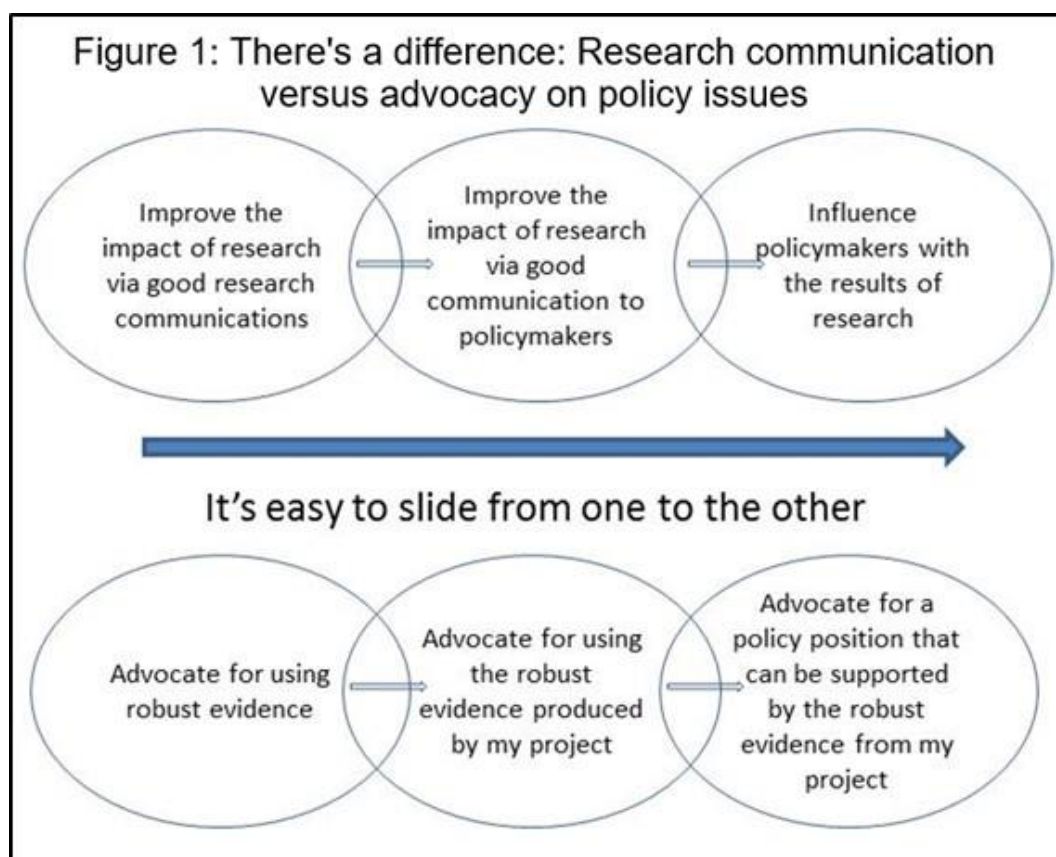 Figure 1: There's a difference: Research communication
versus advocacy on policy issues
Improve the
impact of research
via good research
communications
Improve the
impact of research
via good
communication to
policymakers
Influence
policymakers with
the results of
research
It's easy to slide from one to the other
Advocate for using
robust evidence
Advocate for using
the robust
evidence produced
by my project
Advocate for a
policy position that
can be supported
by the robust
evidence from my
project